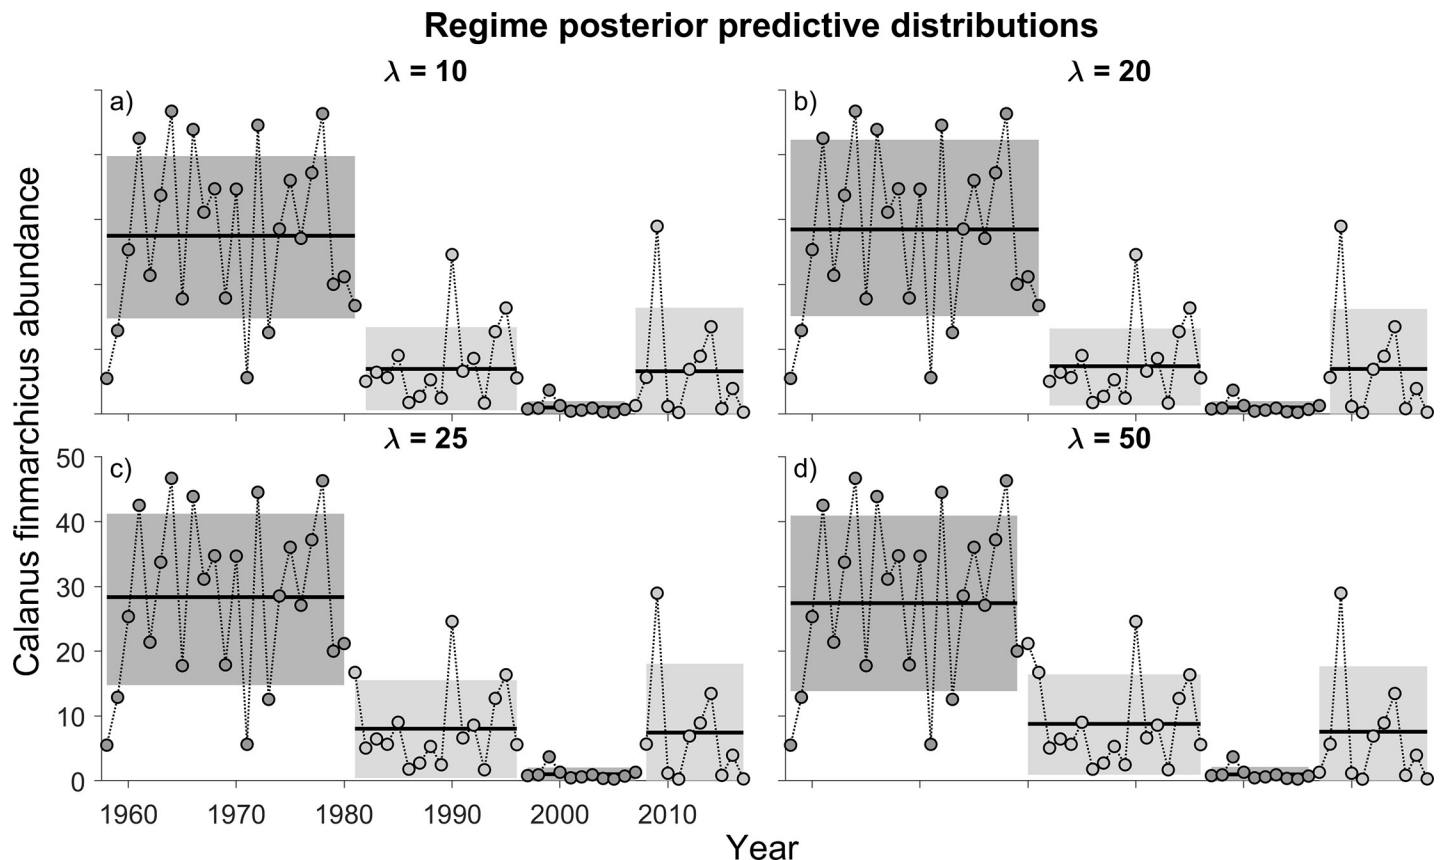 Regime posterior predictive distributions
λ = 10
λ = 20
a)
b)
λ = 25
λ = 50
c)
d)
Calanus finmarchicus abundance
50
40
30
20
10
0
1960 1970 1980 1990 2000 2010
Year